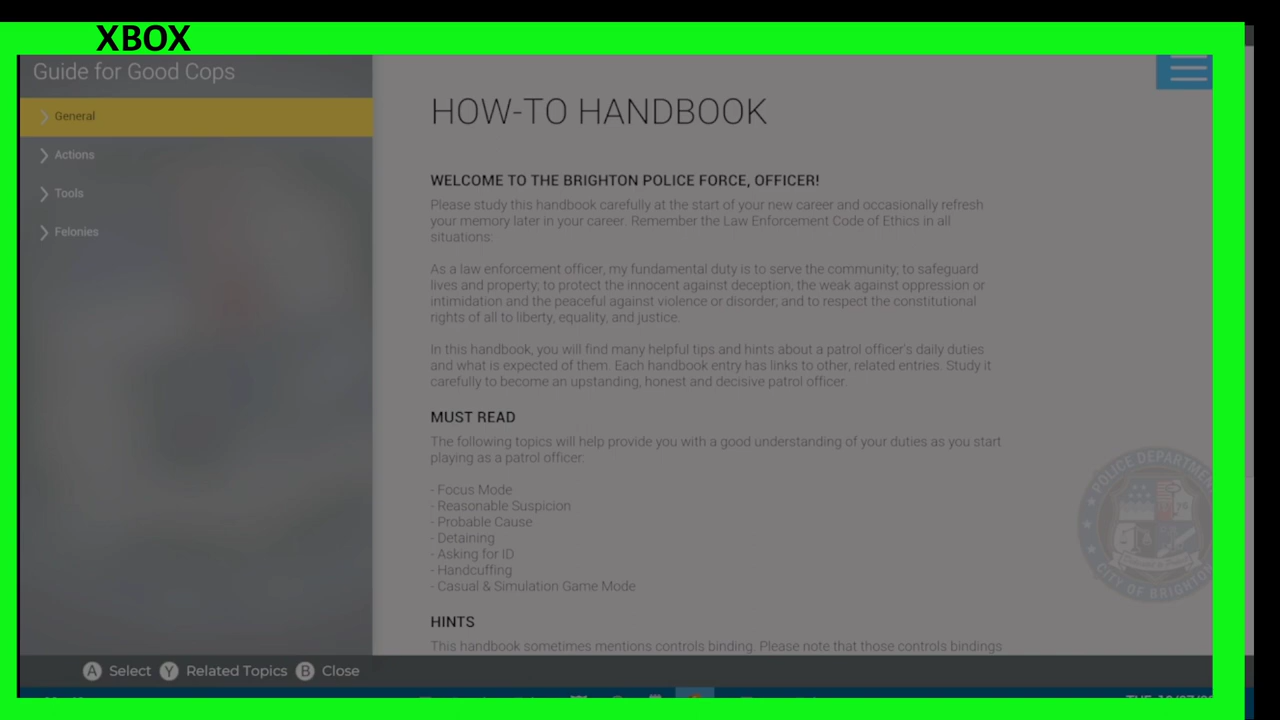 XBOX
Guide for Good Cops
General
Actions
Tools
Felonies
HOW-TO HANDBOOK
WELCOME TO THE BRIGHTON POLICE FORCE, OFFICER!
Please study this handbook carefully at the start of your new career and occasionally refresh
your memory later in your career. Remember the Law Enforcement Code of Ethics in all
situations:
As a law enforcement officer, my fundamental duty is to serve the community; to safeguard
lives and property; to protect the innocent against deception, the weak against oppression or
intimidation and the peaceful against violence or disorder; and to respect the constitutional
rights of all to liberty, equality, and justice.
In this handbook, you will find many helpful tips and hints about a patrol officer's daily duties
and what is expected of them. Each handbook entry has links to other, related entries. Study it
carefully to become an upstanding, honest and decisive patrol officer.
MUST READ
The following topics will help provide you with a good understanding of your duties as you start
playing as a patrol officer:
- Focus Mode
- Reasonable Suspicion
- Probable Cause
- Detaining
- Asking for ID
- Handcuffing
- Casual & Simulation Game Mode
HINTS
This handbook sometimes mentions controls binding. Please note that those controls bindings
POLICE DEPARTMEN
CITY OF BRIGHTO
A Select Y Related Topics B Close